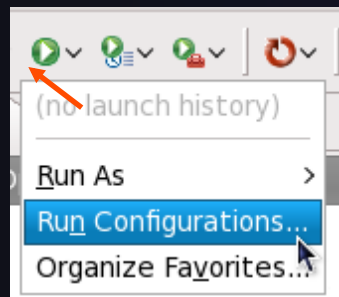 (no launch history)
Run As
Run Configurations...
Organize Favorites...